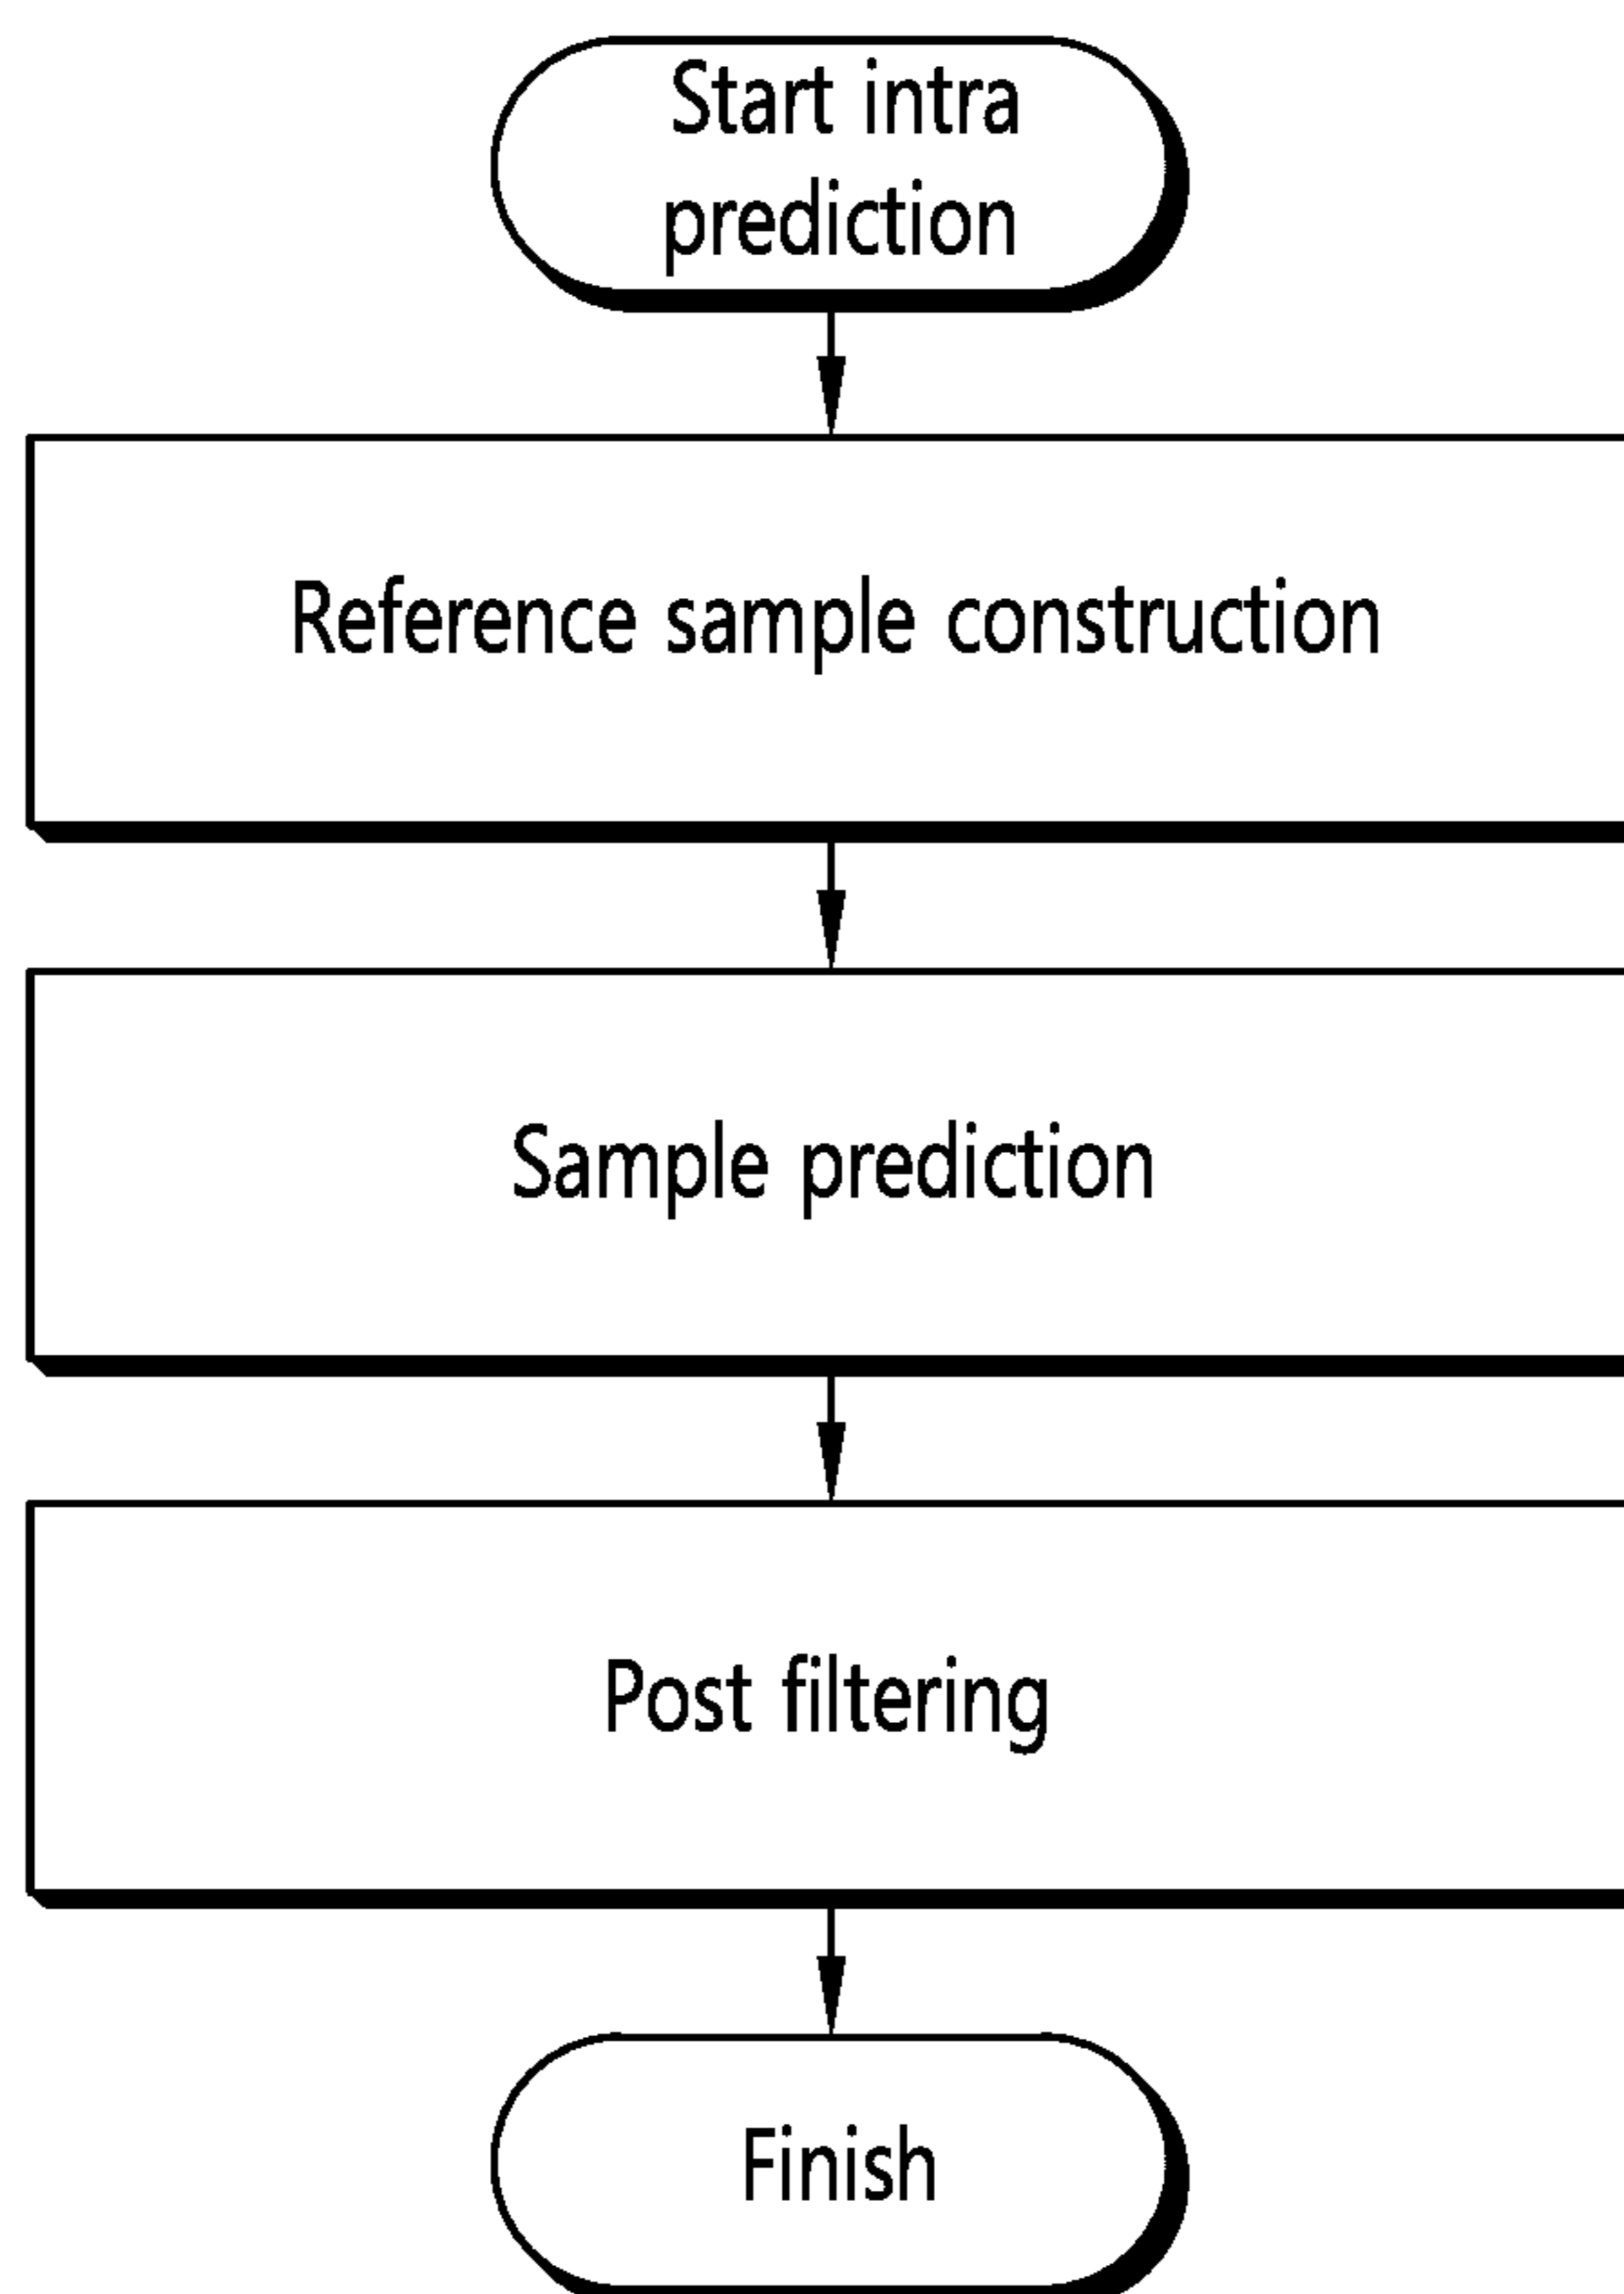 Start intra
prediction
Reference sample construction
Sample prediction
Post filtering
Finish